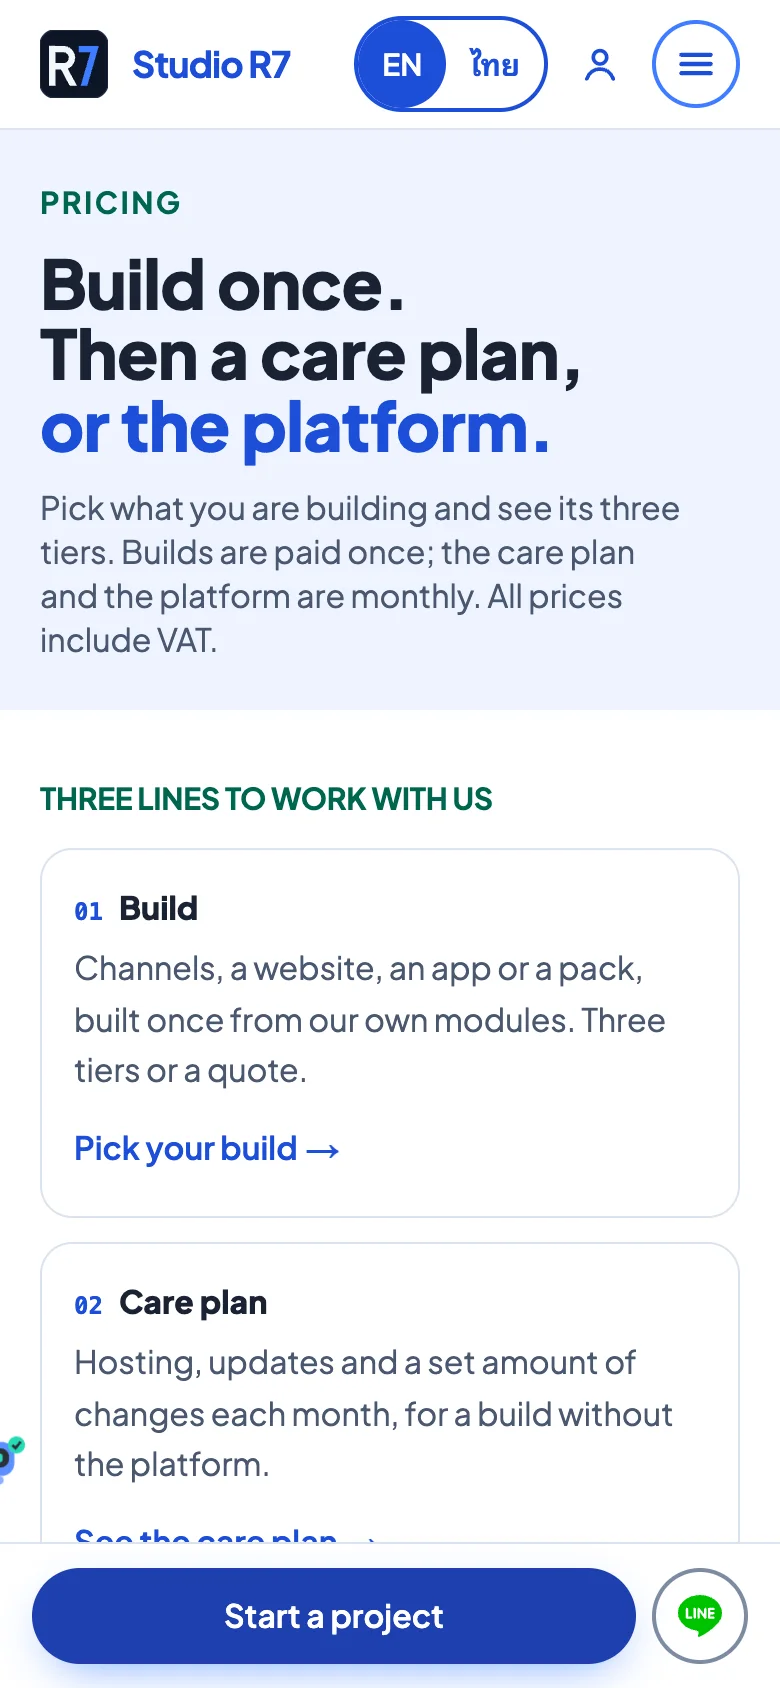 R7 Studio R7 EN ไทย
PRICING
Build once.
Then a care plan,
or the platform.
Pick what you are building and see its three
tiers. Builds are paid once; the care plan
and the platform are monthly. All prices
include VAT.
THREE LINES TO WORK WITH US
01 Build
Channels, a website, an app or a pack,
built once from our own modules. Three
tiers or a quote.
Pick your build →
02 Care plan
Hosting, updates and a set amount of
changes each month, for a build without
the platform.
See the care plan →
Start a project
LINE